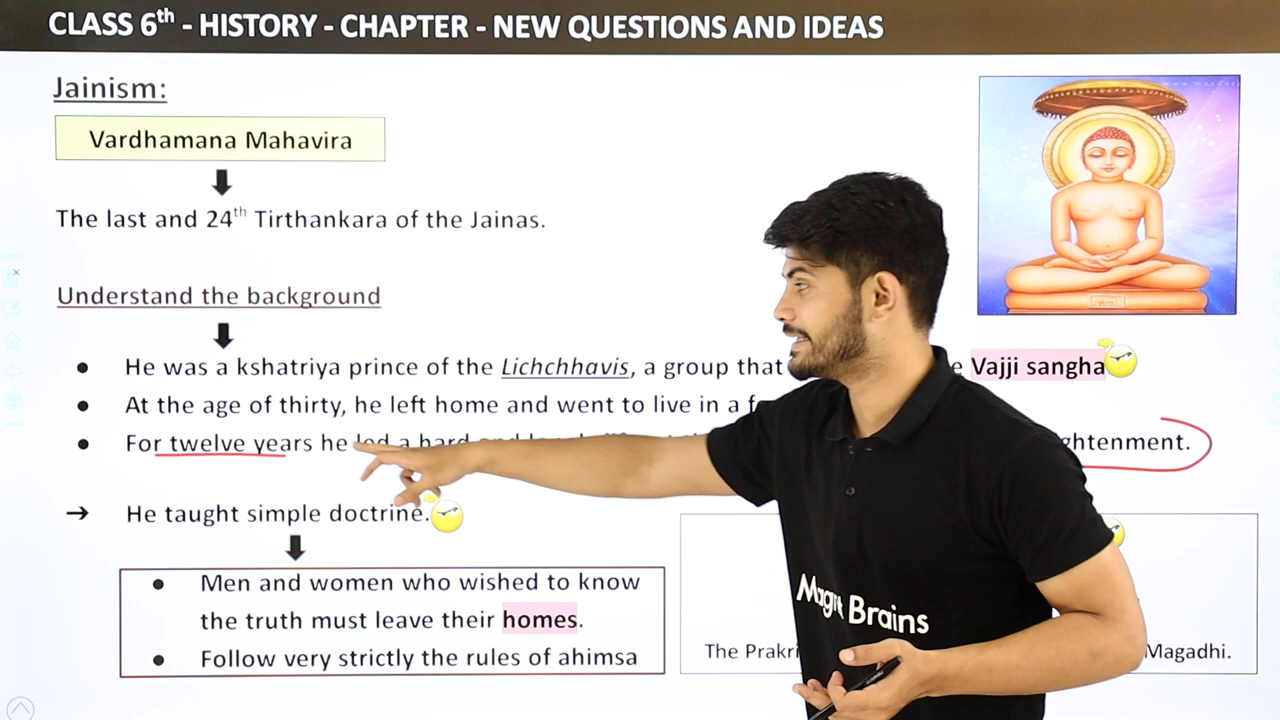 CLASS 6th - HISTORY - CHAPTER - NEW QUESTIONS AND IDEAS
Jainism:
Vardhamana Mahavira
The last and 24th Tirthankara of the Jainas.
Understand the background
● He was a kshatriya prince of the Lichchhavis, a group that Vajji sangha
● At the age of thirty, he left home and went to live in a
● For twelve years he led a hard and
→ He taught simple doctrine.
● Men and women who wished to know
the truth must leave their homes.
● Follow very strictly the rules of ahimsa
The Magadhi.
Magnet Brains